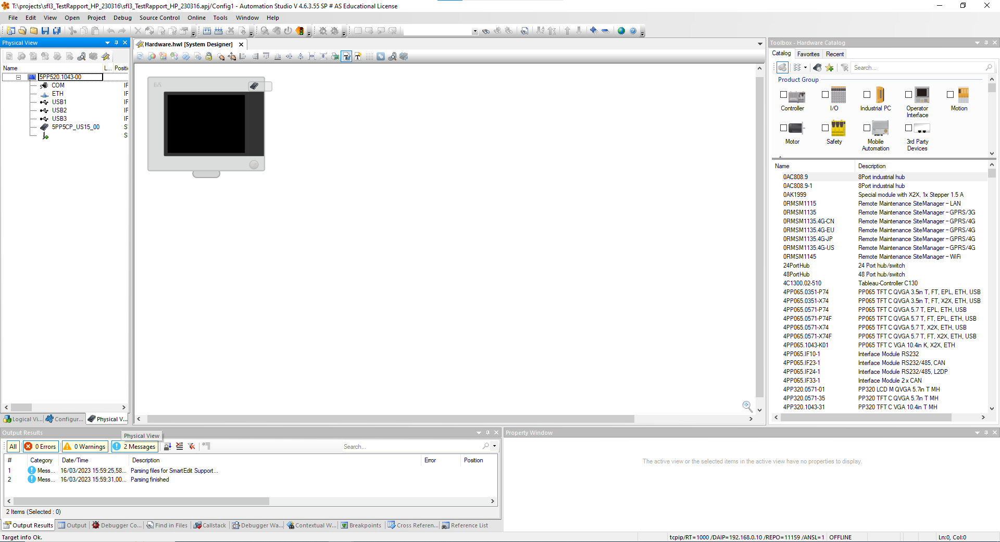 T:\projects\sfl3_TestRapport_HP_230316\sfl3_TestRapport_HP_230316.apj/Config1 - Automation Studio V 4.6.3.55 SP # AS Educational License
File Edit View Open Project Debug Source Control Online Tools Window Help
Physical View
Name L... Positi
5PP520.1043-00
COM IF
ETH IF
USB1 IF
USB2 IF
USB3 IF
5PP5CP_US15_00 S
S
Logical Vi... Configur... Physical V...
Hardware.hwl [System Designer]
Toolbox - Hardware Catalog
Catalog Favorites Recent
Search...
Product Group
Controller I/O Industrial PC Operator Interface Motion
Motor Safety Mobile Automation 3rd Party Devices
Name Description
0AC808.9 8Port industrial hub
0AC808.9-1 8Port industrial hub
0AK1999 Special module with X2X, 1x Stepper 1.5 A
0RMSM1115 Remote Maintenance SiteManager – LAN
0RMSM1135 Remote Maintenance SiteManager – GPRS/3G
0RMSM1135.4G-CN Remote Maintenance SiteManager – GPRS/4G
0RMSM1135.4G-EU Remote Maintenance SiteManager – GPRS/4G
0RMSM1135.4G-JP Remote Maintenance SiteManager – GPRS/4G
0RMSM1135.4G-US Remote Maintenance SiteManager – GPRS/4G
0RMSM1145 Remote Maintenance SiteManager – WiFi
24PortHub 24 Port hub/switch
48PortHub 48 Port hub/switch
4C1300.02-510 Tableau-Controller C130
4PP065.0351-P74 PP065 TFT C QVGA 3.5in T, FT, EPL, ETH, USB
4PP065.0351-X74 PP065 TFT C QVGA 3.5in T, FT, X2X, ETH, USB
4PP065.0571-P74 PP065 TFT C QVGA 5.7 T, EPL, ETH, USB
4PP065.0571-P74F PP065 TFT C QVGA 5.7 T, FT, EPL, ETH, USB
4PP065.0571-X74 PP065 TFT C QVGA 5.7 T, X2X, ETH, USB
4PP065.0571-X74F PP065 TFT C QVGA 5.7 T, FT, X2X, ETH, USB
4PP065.1043-K01 PP065 TFT C VGA 10.4in K, X2X, ETH
4PP065.IF10-1 Interface Module RS232
4PP065.IF23-1 Interface Module RS232/485, CAN
4PP065.IF24-1 Interface Module RS232/485, L2DP
4PP065.IF33-1 Interface Module 2 x CAN
4PP320.0571-01 PP320 LCD M QVGA 5.7in T MH
4PP320.0571-35 PP320 TFT C QVGA 5.7in T MH
4PP320.1043-31 PP320 TFT C VGA 10.4in T MH
Output Results
Physical View
All 0 Errors 0 Warnings 2 Messages Search...
# Category Date/Time Description Error Position
1 Mess... 16/03/2023 15:59:25,58... Parsing files for SmartEdit Support...
2 Mess... 16/03/2023 15:59:31,00... Parsing finished
2 Items (Selected : 0)
Output Results Output Debugger Co... Find in Files Callstack Debugger Wa... Contextual W... Breakpoints Cross Referen... Reference List
Property Window
The active view or the selected items in the active view have no properties to display.
Target info Ok. tcpip/RT=1000 /DAIP=192.168.0.10 /REPO=11159 /ANSL=1 OFFLINE Ln:0, Col:0